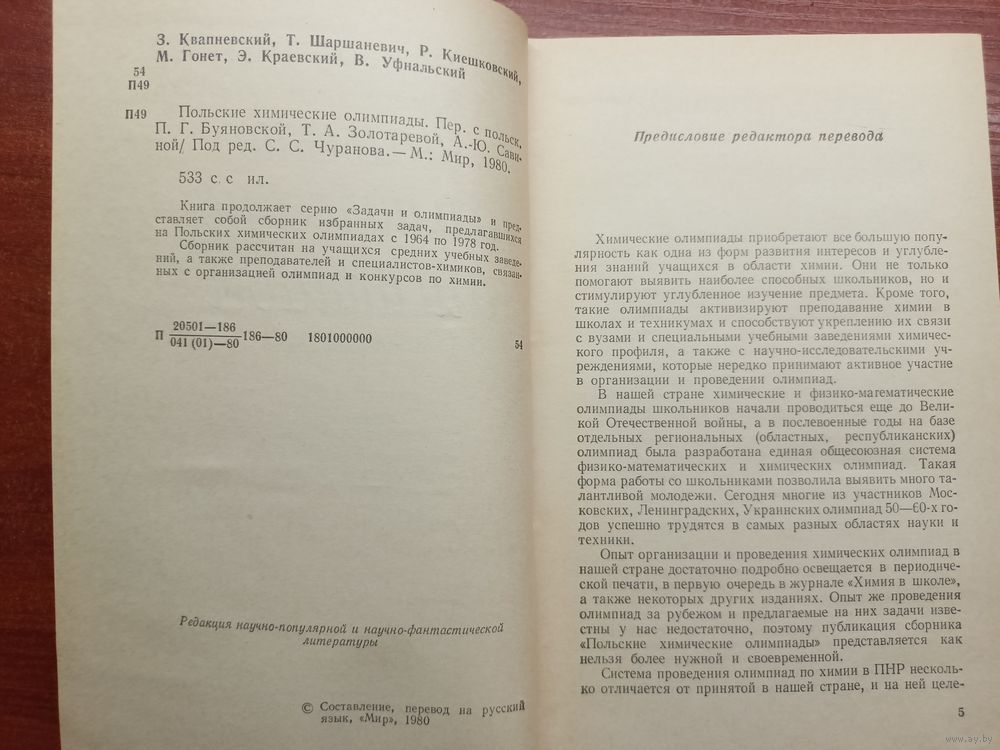 З. Квапневский, Т. Шаршаневич, Р. Киешковский,
М. Гонет, Э. Краевский, В. Уфнальский
54
П49
П49 Польские химические олимпиады. Пер. с польск.
П. Г. Буяновской, Т. А. Золотаревой, А.-Ю. Сави-
ной/ Под ред. С. С. Чуранова. — М.: Мир, 1980.
533 с. с ил.
Книга продолжает серию «Задачи и олимпиады» и пред-
ставляет собой сборник избранных задач, предлагавшихся
на Польских химических олимпиадах с 1964 по 1978 год.
Сборник рассчитан на учащихся средних учебных заведе-
ний, а также преподавателей и специалистов-химиков, связан-
ных с организацией олимпиад и конкурсов по химии.
20501—186
П 041 (01)—80 186—80 1801000000 54
Редакция научно-популярной и научно-фантастической
литературы
© Составление, перевод на русский
язык, «Мир», 1980
Предисловие редактора перевода
Химические олимпиады приобретают все большую попу-
лярность как одна из форм развития интересов и углубле-
ния знаний учащихся в области химии. Они не только
помогают выявить наиболее способных школьников, но и
стимулируют углубленное изучение предмета. Кроме того,
такие олимпиады активизируют преподавание химии в
школах и техникумах и способствуют укреплению их связи
с вузами и специальными учебными заведениями химичес-
кого профиля, а также с научно-исследовательскими уч-
реждениями, которые нередко принимают активное участие
в организации и проведении олимпиад.
В нашей стране химические и физико-магематические
олимпиады школьников начали проводиться еще до Вели-
кой Отечественной войны, а в послевоенные годы на базе
отдельных региональных (областных, республиканских)
олимпиад была разработана единая общесоюзная система
физико-математических и химических олимпиад. Такая
форма работы со школьниками позволила выявить много та-
лантливой молодежи. Сегодня многие из участников Мос-
ковских, Ленинградских, Украинских олимпиад 50—60-х го-
дов успешно трудятся в самых разных областях науки и
техники.
Опыт организации и проведения химических олимпиад в
нашей стране достаточно подробно освещается в периодиче-
ской печати, в первую очередь в журнале «Химия в школе»,
а также некоторых других изданиях. Опыт же проведения
олимпиад за рубежом и предлагаемые на них задачи извест-
ны у нас недостаточно, поэтому публикация сборника
«Польские химические олимпиады» представляется как
нельзя более нужной и своевременной.
Система проведения олимпиад по химии в ПНР несколь-
ко отличается от принятой в нашей стране, и на ней целе-
5
www.ay.by